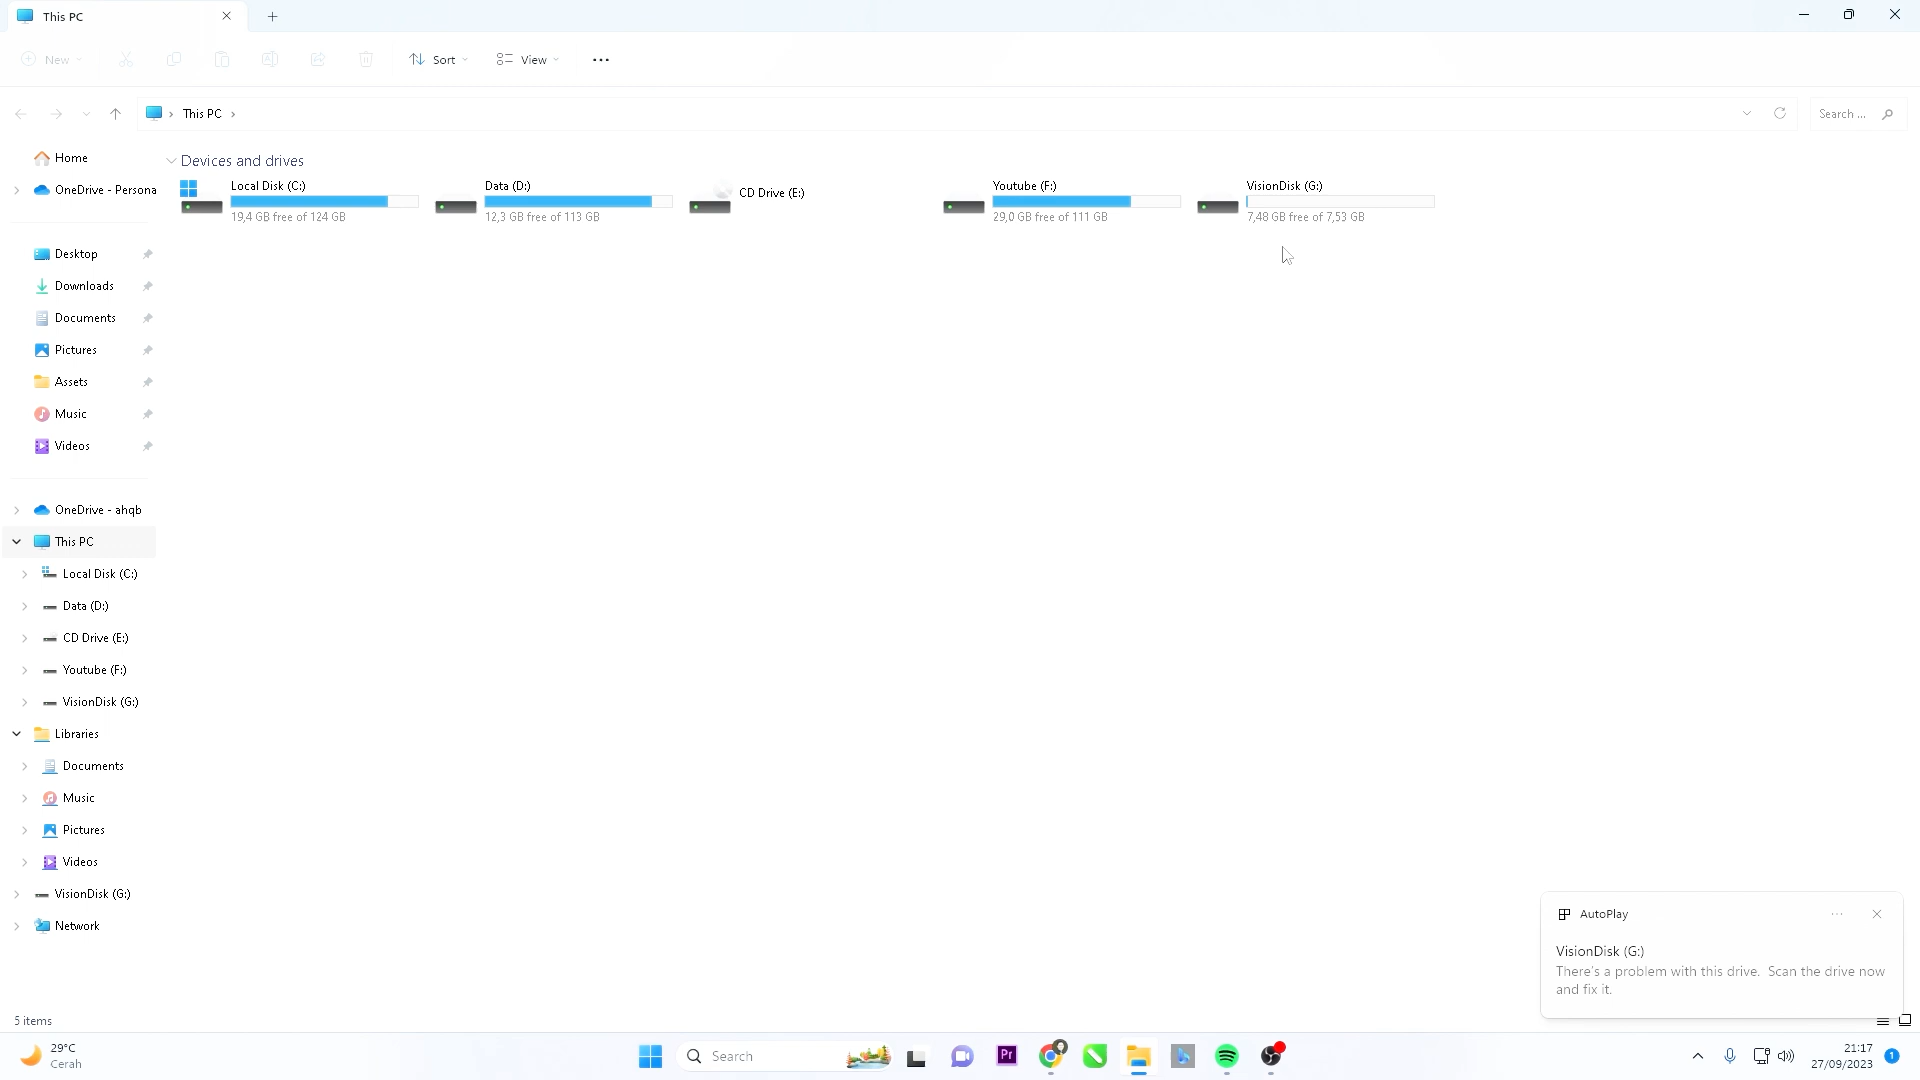 This PC
New
Sort
View
This PC
Search ...
Home
OneDrive - Persona
Desktop
Downloads
Documents
Pictures
Assets
Music
Videos
OneDrive - ahqb
This PC
Local Disk (C:)
Data (D:)
CD Drive (E:)
Youtube (F:)
VisionDisk (G:)
Libraries
Documents
Music
Pictures
Videos
VisionDisk (G:)
Network
Devices and drives
Local Disk (C:)
19,4 GB free of 124 GB
Data (D:)
12,3 GB free of 113 GB
CD Drive (E:)
Youtube (F:)
29,0 GB free of 111 GB
VisionDisk (G:)
7,48 GB free of 7,53 GB
AutoPlay
VisionDisk (G:)
There's a problem with this drive. Scan the drive now
and fix it.
5 items
29°C
Cerah
Search
Pr
21:17
27/09/2023
1